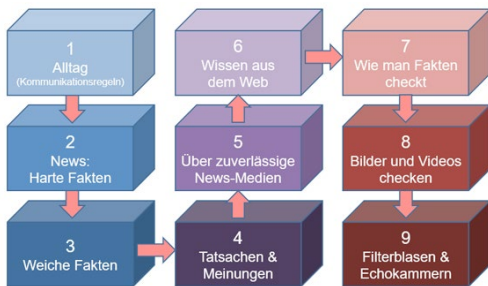 1
Alltag
(Kommunikationsregeln)
2
News:
Harte Fakten
3
Weiche Fakten
4
Tatsachen &
Meinungen
5
Über zuverlässige
News-Medien
6
Wissen aus
dem Web
7
Wie man Fakten
checkt
8
Bilder und Videos
checken
9
Filterblasen &
Echokammern